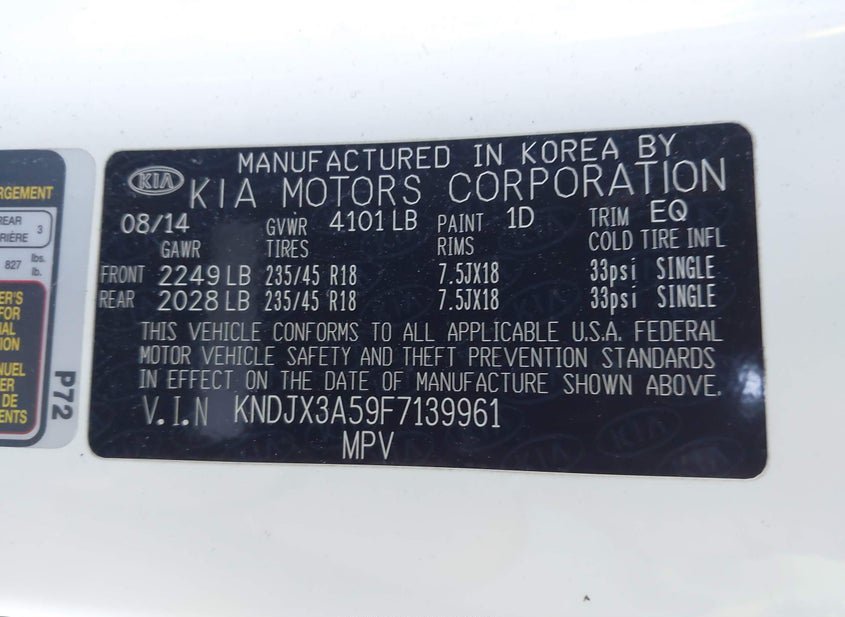 MANUFACTURED IN KOREA BY
KIA KIA MOTORS CORPORATION
08/14 GVWR 4101 LB PAINT 1D TRIM EQ
GAWR TIRES RIMS COLD TIRE INFL
FRONT 2249 LB 235/45 R18 7.5JX18 33psi SINGLE
REAR 2028 LB 235/45 R18 7.5JX18 33psi SINGLE
THIS VEHICLE CONFORMS TO ALL APPLICABLE U.S.A. FEDERAL
MOTOR VEHICLE SAFETY AND THEFT PREVENTION STANDARDS
IN EFFECT ON THE DATE OF MANUFACTURE SHOWN ABOVE.
V.I.N KNDJX3A59F7139961
MPV
RGEMENT
REAR 3
827 lbs.
lb.
P72